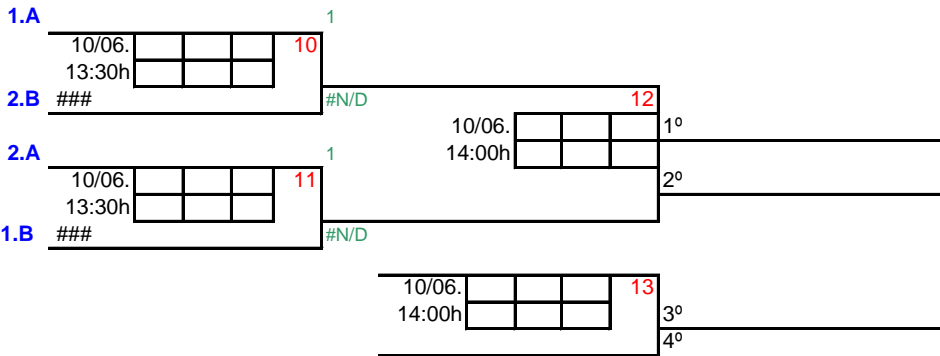 1.A 1
10/06. 10
13:30h
2.B ### #N/D 12
10/06. 1º
2.A 1 14:00h
10/06. 11 2º
13:30h
1.B ### #N/D
10/06. 13
14:00h 3º
4º